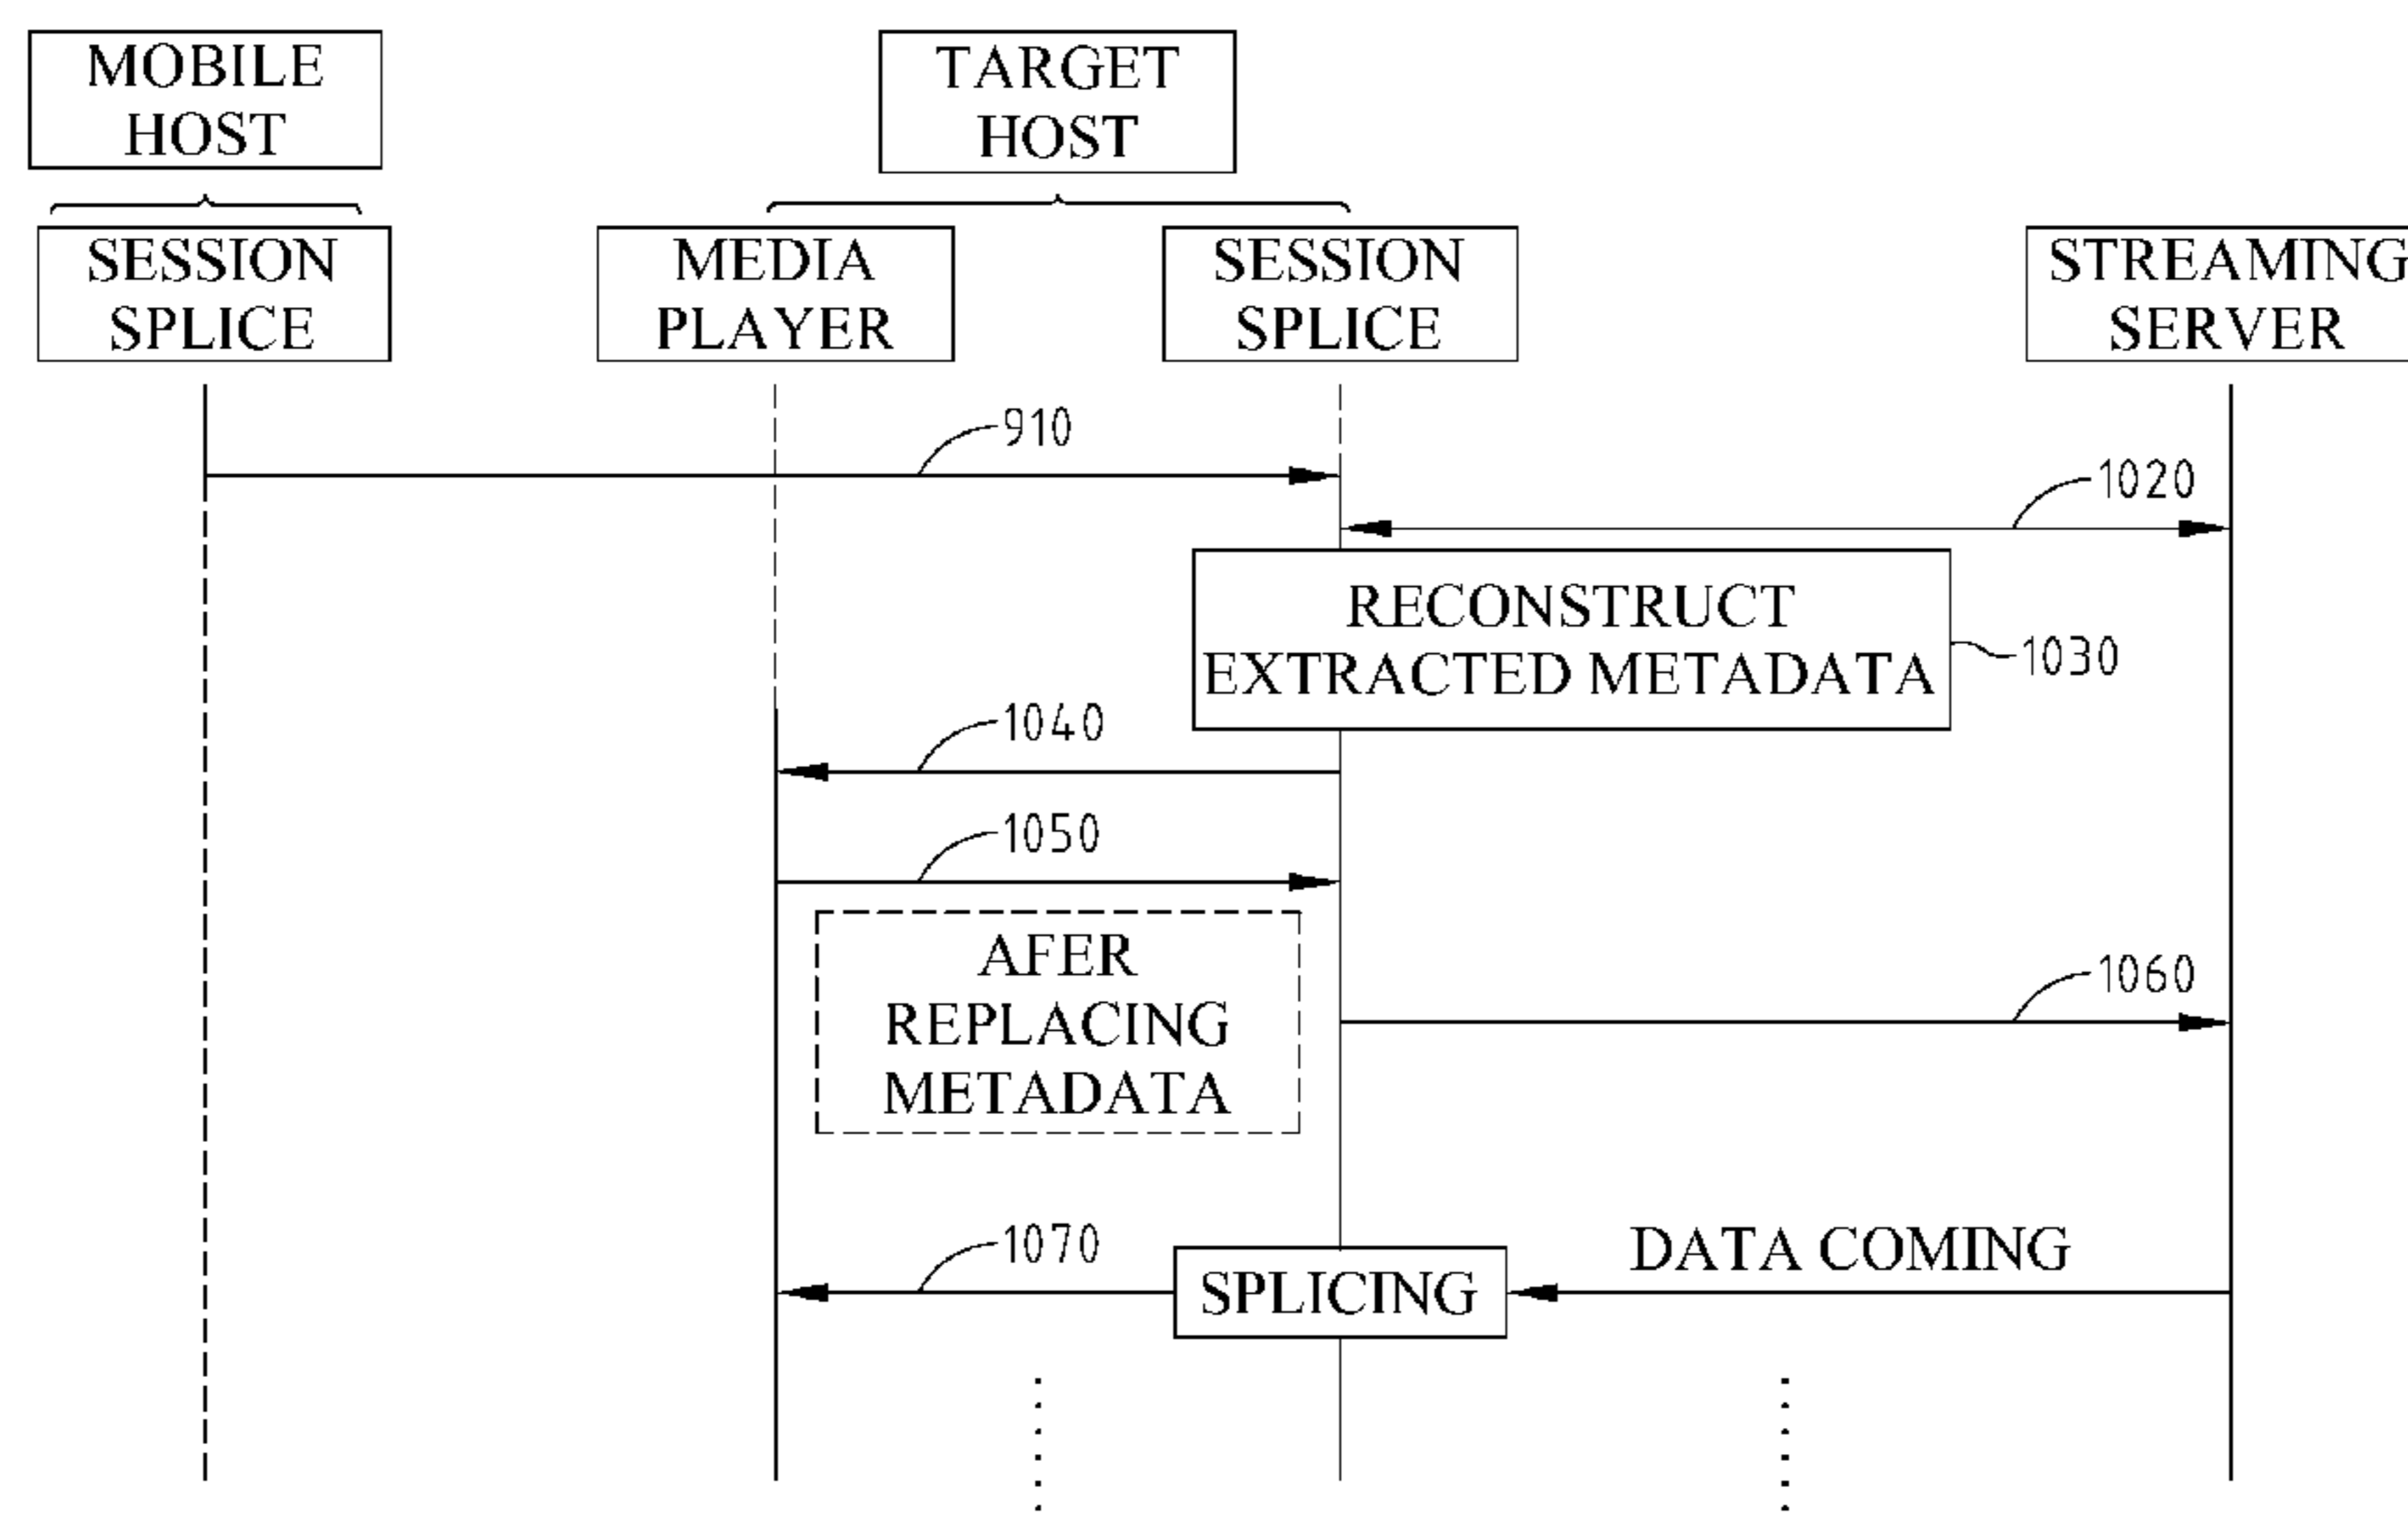 MOBILE
HOST
TARGET
HOST
SESSION
SPLICE
MEDIA
PLAYER
SESSION
SPLICE
STREAMING
SERVER
910
1020
RECONSTRUCT
EXTRACTED METADATA
1030
1040
1050
AFER
REPLACING
METADATA
1060
1070
SPLICING
DATA COMING